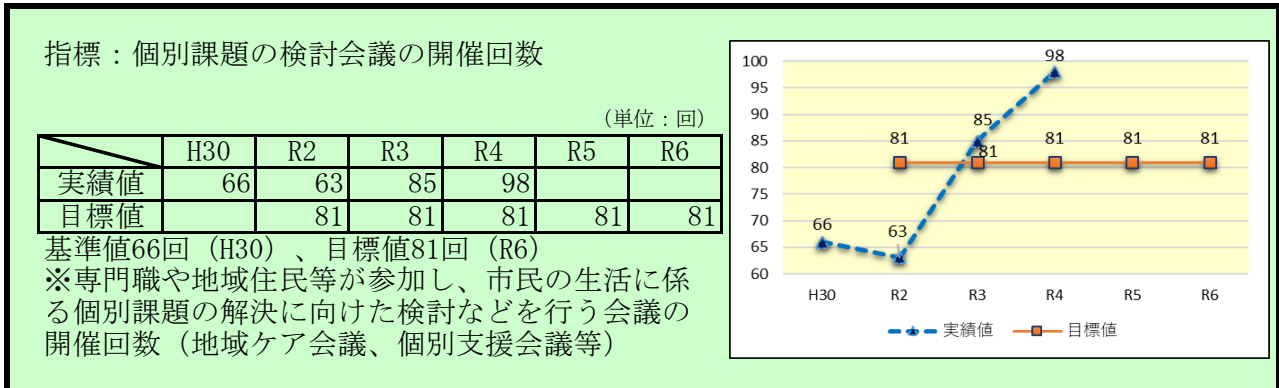 指標：個別課題の検討会議の開催回数
（単位：回）
H30 R2 R3 R4 R5 R6
実績値 66 63 85 98
目標値 81 81 81 81 81
基準値66回（H30）、目標値81回（R6）
※専門職や地域住民等が参加し、市民の生活に係
る個別課題の解決に向けた検討などを行う会議の
開催回数（地域ケア会議、個別支援会議等）
100
95
90
85
80
75
70
65
60
66
63
85
98
81
81
81
81
81
H30 R2 R3 R4 R5 R6
実績値 目標値